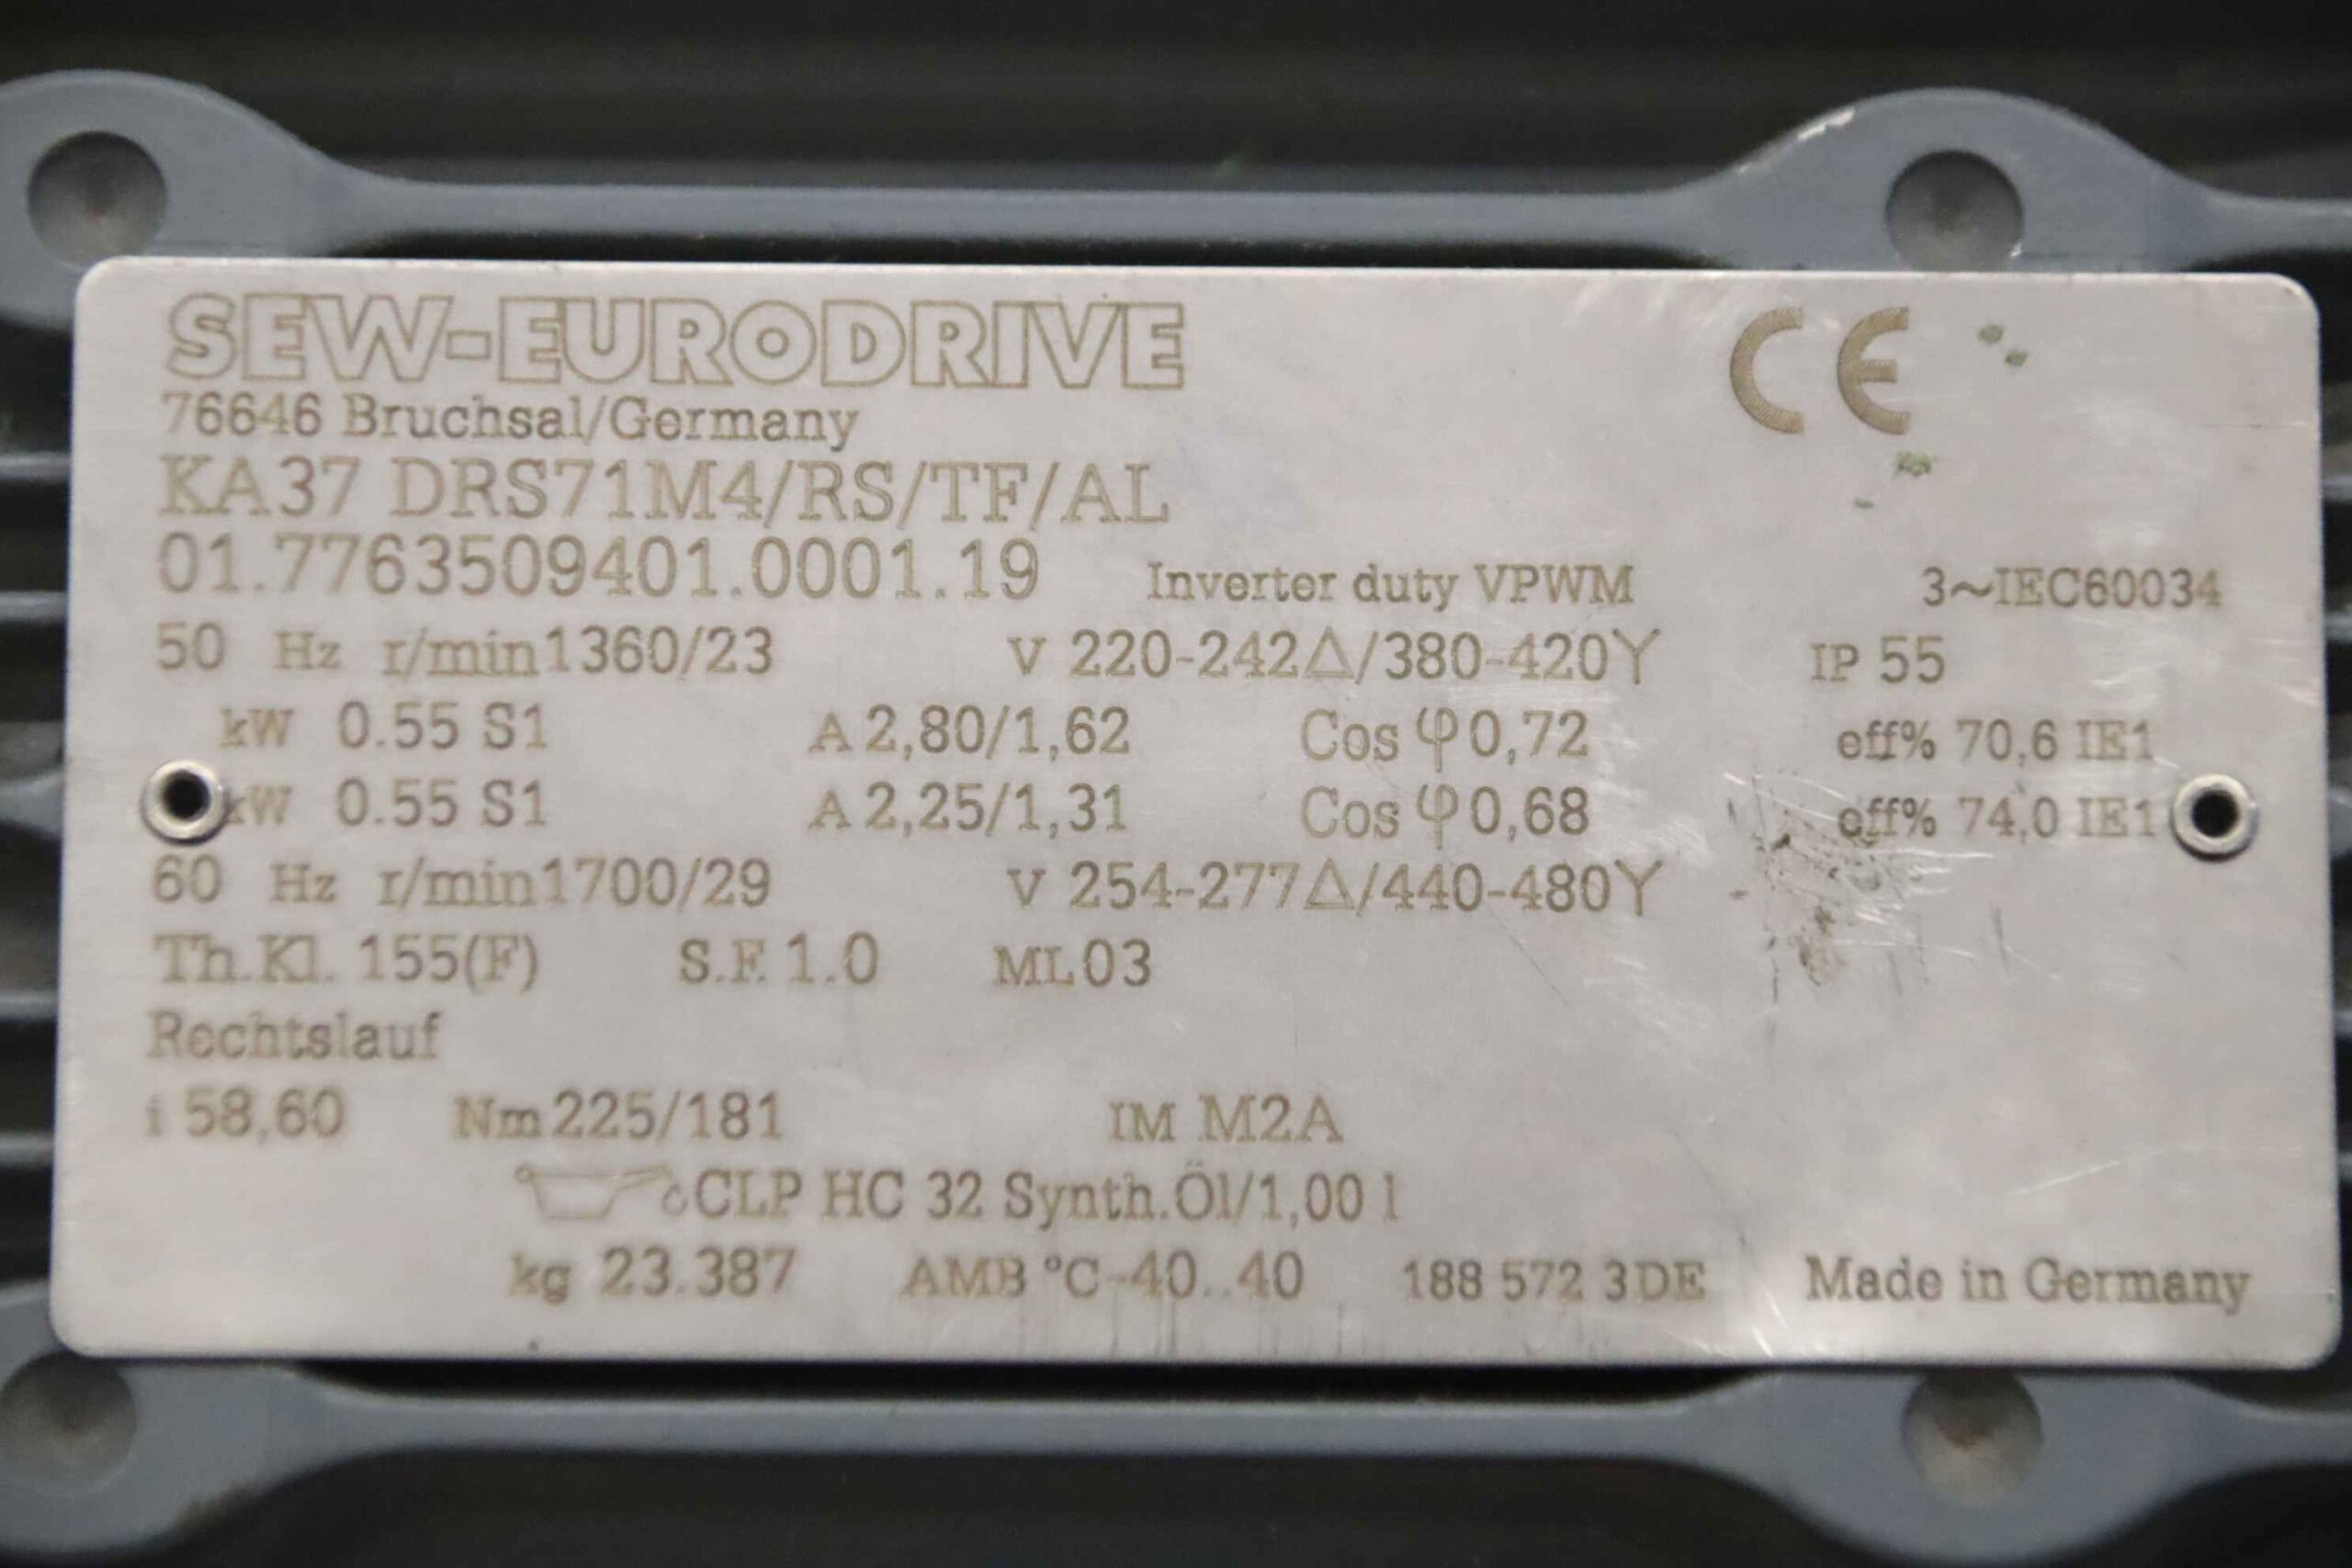 SEW-EURODRIVE CE
76646 Bruchsal/Germany
KA37 DRS71M4/RS/TF/AL
01.7763509401.0001.19 Inverter duty VPWM 3~IEC60034
50 Hz r/min 1360/23 V 220-242△/380-420Y IP 55
kW 0.55 S1 A 2,80/1,62 Cos φ 0,72 eff% 70,6 IE1
kW 0.55 S1 A 2,25/1,31 Cos φ 0,68 eff% 74,0 IE1
60 Hz r/min 1700/29 V 254-277△/440-480Y
Th.Kl. 155(F) S.F. 1.0 ML 03
Rechtslauf
i 58,60 Nm 225/181 IM M2A
CLP HC 32 Synth.Öl/1,00 l
kg 23.387 AMB °C -40..40 188 572 3 DE Made in Germany